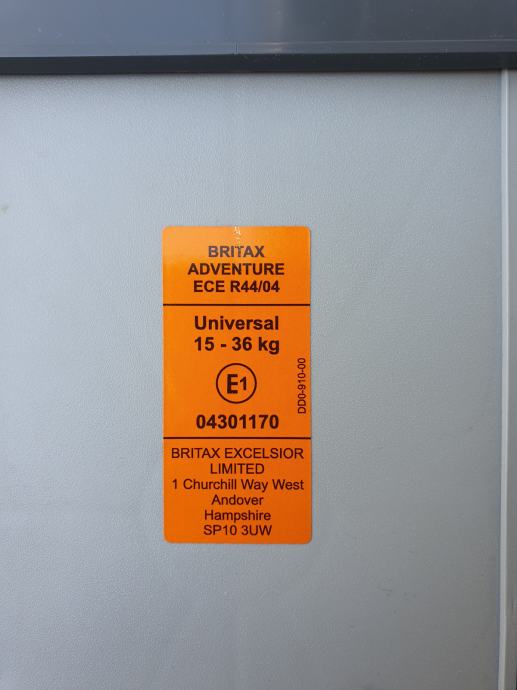 BRITAX
ADVENTURE
ECE R44/04
Universal
15 - 36 kg
E1
04301170
DD0-910-00
BRITAX EXCELSIOR
LIMITED
1 Churchill Way West
Andover
Hampshire
SP10 3UW